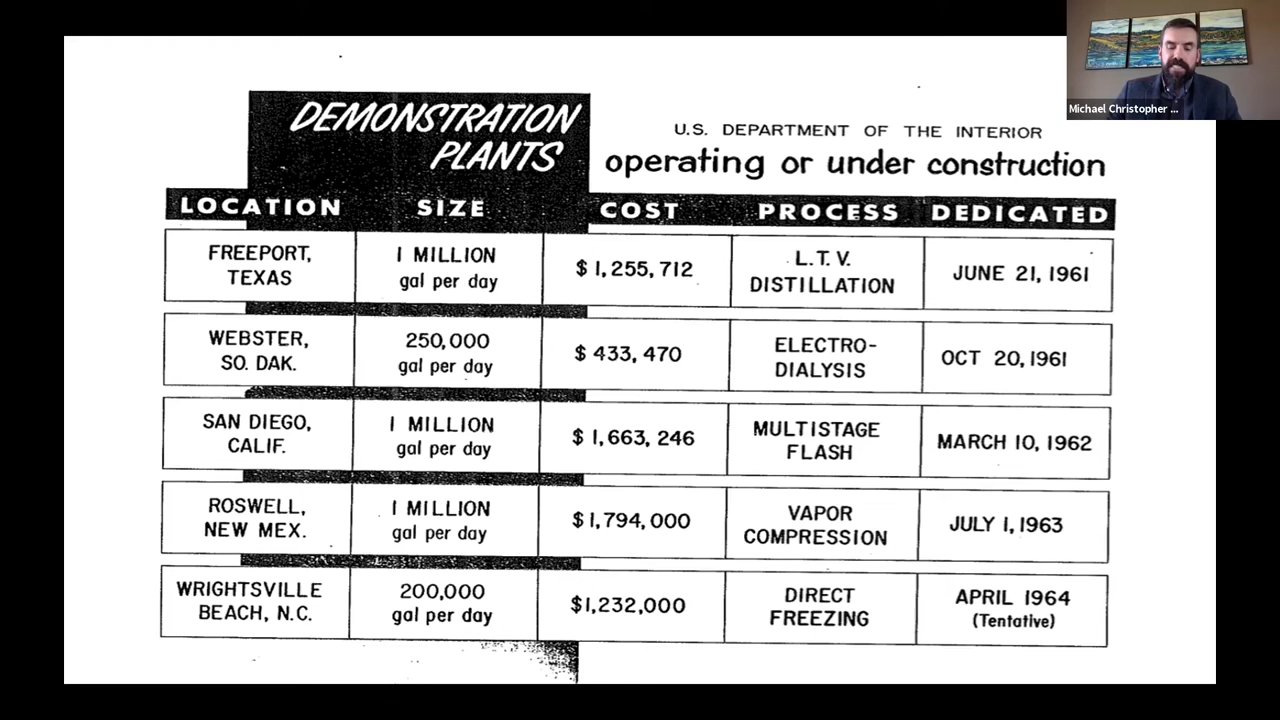 Michael Christopher ...
DEMONSTRATION
PLANTS
U.S. DEPARTMENT OF THE INTERIOR
operating or under construction
LOCATION SIZE COST PROCESS DEDICATED
FREEPORT,
TEXAS
1 MILLION
gal per day
$1,255,712
L.T.V.
DISTILLATION
JUNE 21, 1961
WEBSTER,
SO. DAK.
250,000
gal per day
$433,470
ELECTRO-
DIALYSIS
OCT 20, 1961
SAN DIEGO,
CALIF.
1 MILLION
gal per day
$1,663,246
MULTISTAGE
FLASH
MARCH 10, 1962
ROSWELL,
NEW MEX.
1 MILLION
gal per day
$1,794,000
VAPOR
COMPRESSION
JULY 1, 1963
WRIGHTSVILLE
BEACH, N.C.
200,000
gal per day
$1,232,000
DIRECT
FREEZING
APRIL 1964
(Tentative)